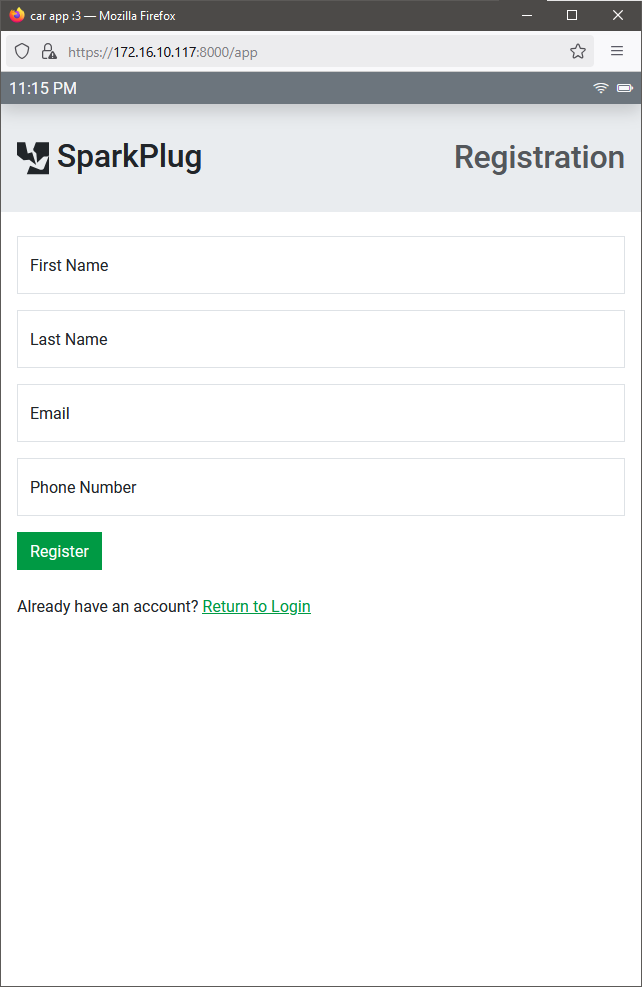 car app :3 — Mozilla Firefox
https://172.16.10.117:8000/app
11:15 PM
SparkPlug
Registration
First Name
Last Name
Email
Phone Number
Register
Already have an account? Return to Login